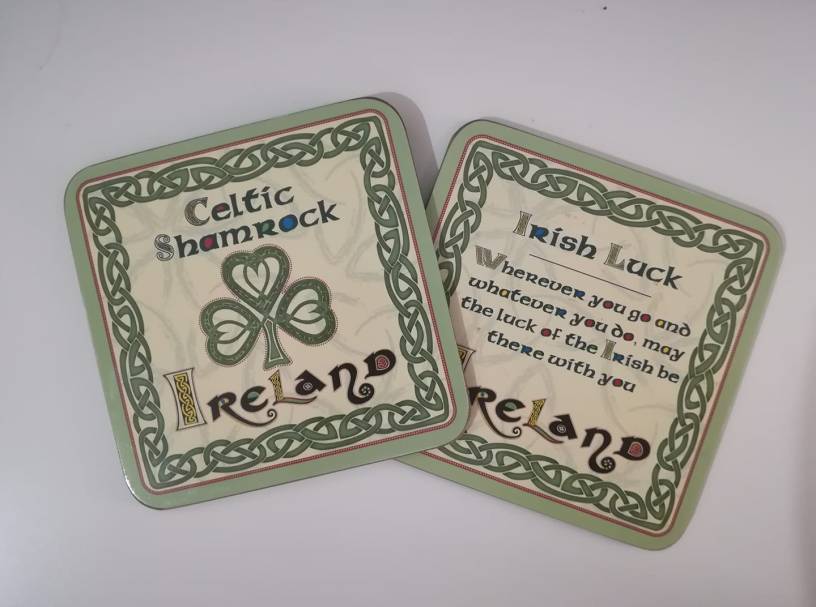 Celtic
Shamrock
IRELAND
Irish Luck
Wherever you go and
whatever you do, may
the luck of the Irish be
there with you
IRELAND